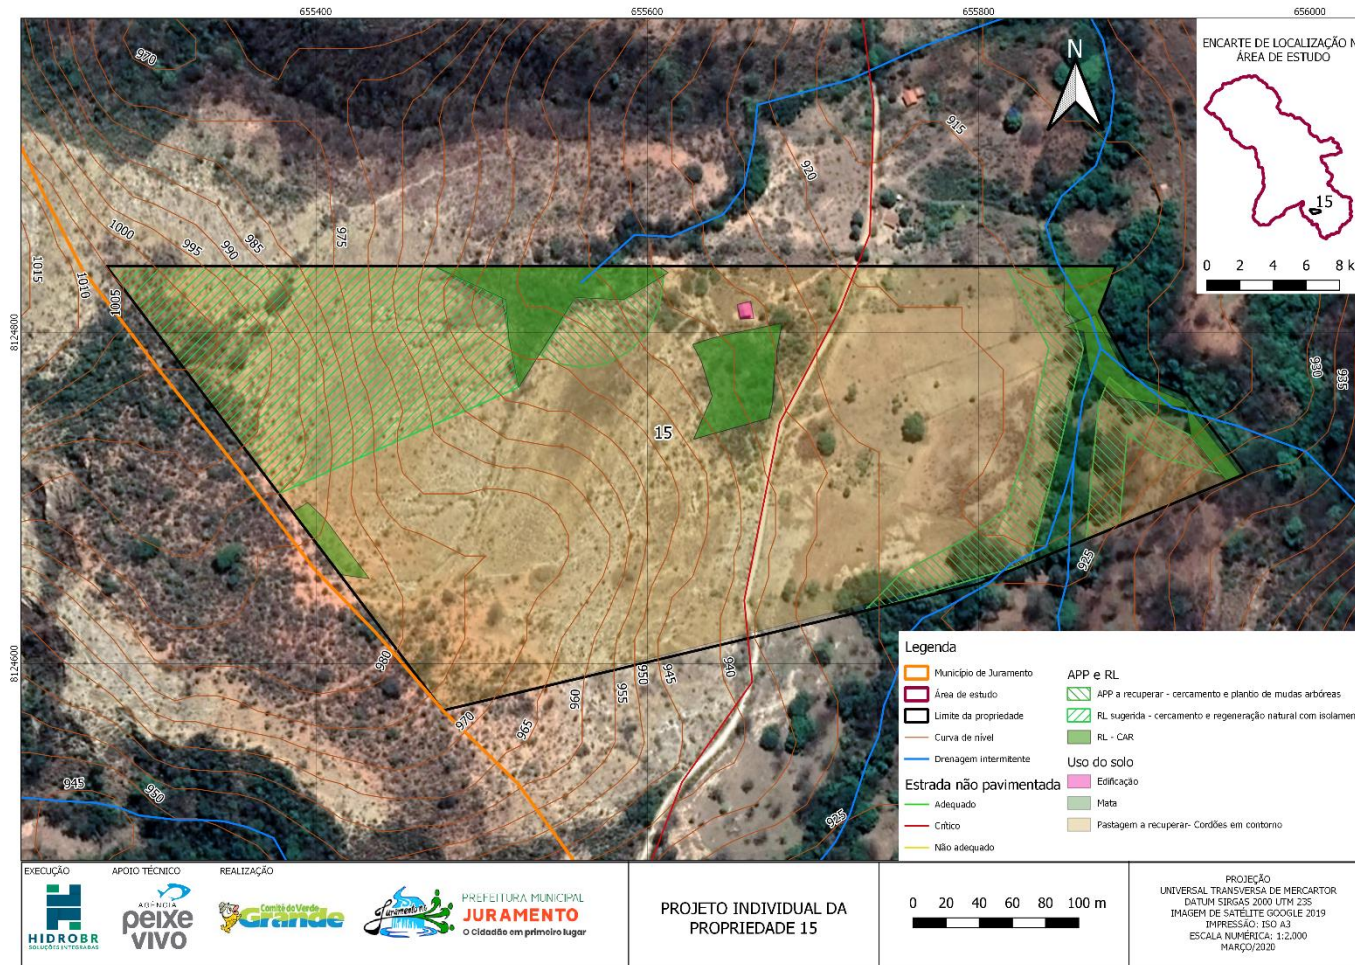 655400
655600
655800
656000
8124800
8124600
970
1000
995
990
985
975
1015
1010
1005
920
915
930
935
15
980
970
965
960
955
950
945
940
925
925
945
950
N
ENCARTE DE LOCALIZAÇÃO N
ÁREA DE ESTUDO
15
0 2 4 6 8 k
Legenda
Município de Juramento
Área de estudo
Limite da propriedade
Curva de nível
Drenagem intermitente
Estrada não pavimentada
Adequado
Crítico
Não adequado
APP e RL
APP a recuperar - cercamento e plantio de mudas arbóreas
RL sugerida - cercamento e regeneração natural com isolamen
RL - CAR
Uso do solo
Edificação
Mata
Pastagem a recuperar- Cordões em contorno
EXECUÇÃO
HIDROBR
SOLUÇÕES INTEGRADAS
APOIO TÉCNICO
AGÊNCIA
peixe
vivo
REALIZAÇÃO
Comitê do Verde
Grande
PREFEITURA MUNICIPAL
JURAMENTO
O Cidadão em primeiro lugar
PROJETO INDIVIDUAL DA
PROPRIEDADE 15
0 20 40 60 80 100 m
PROJEÇÃO
UNIVERSAL TRANSVERSA DE MERCARTOR
DATUM SIRGAS 2000 UTM 23S
IMAGEM DE SATÉLITE GOOGLE 2019
IMPRESSÃO: ISO A3
ESCALA NUMÉRICA: 1:2.000
MARÇO/2020